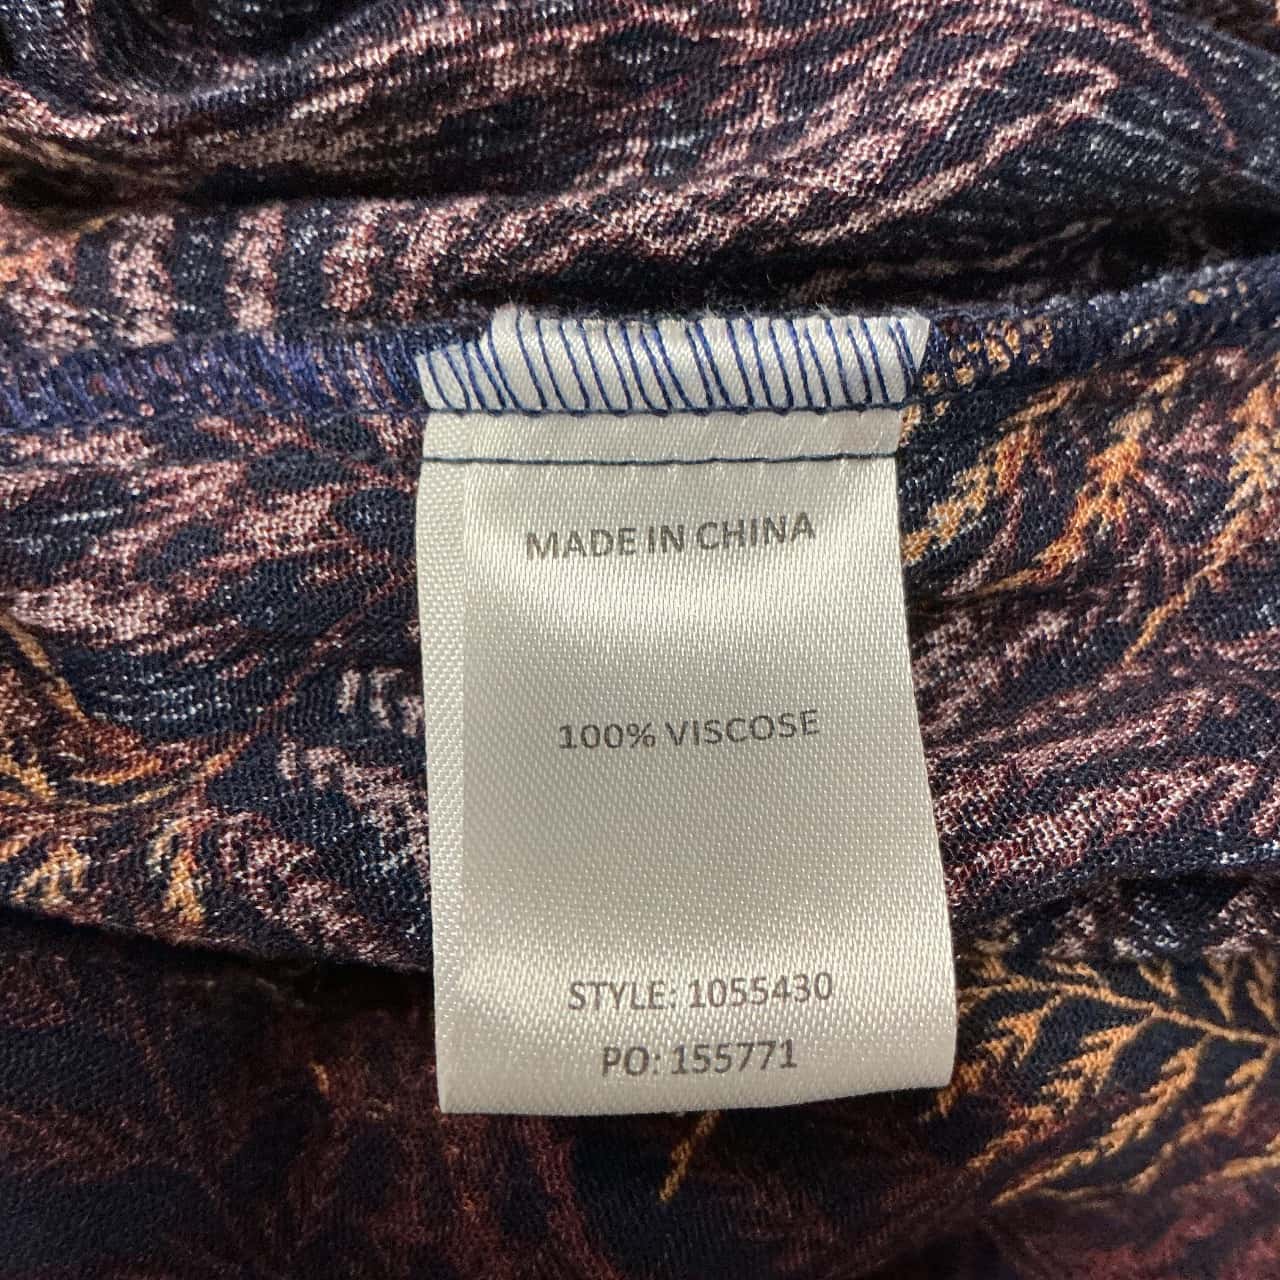 MADE IN CHINA
100% VISCOSE
STYLE: 1055430
PO: 155771